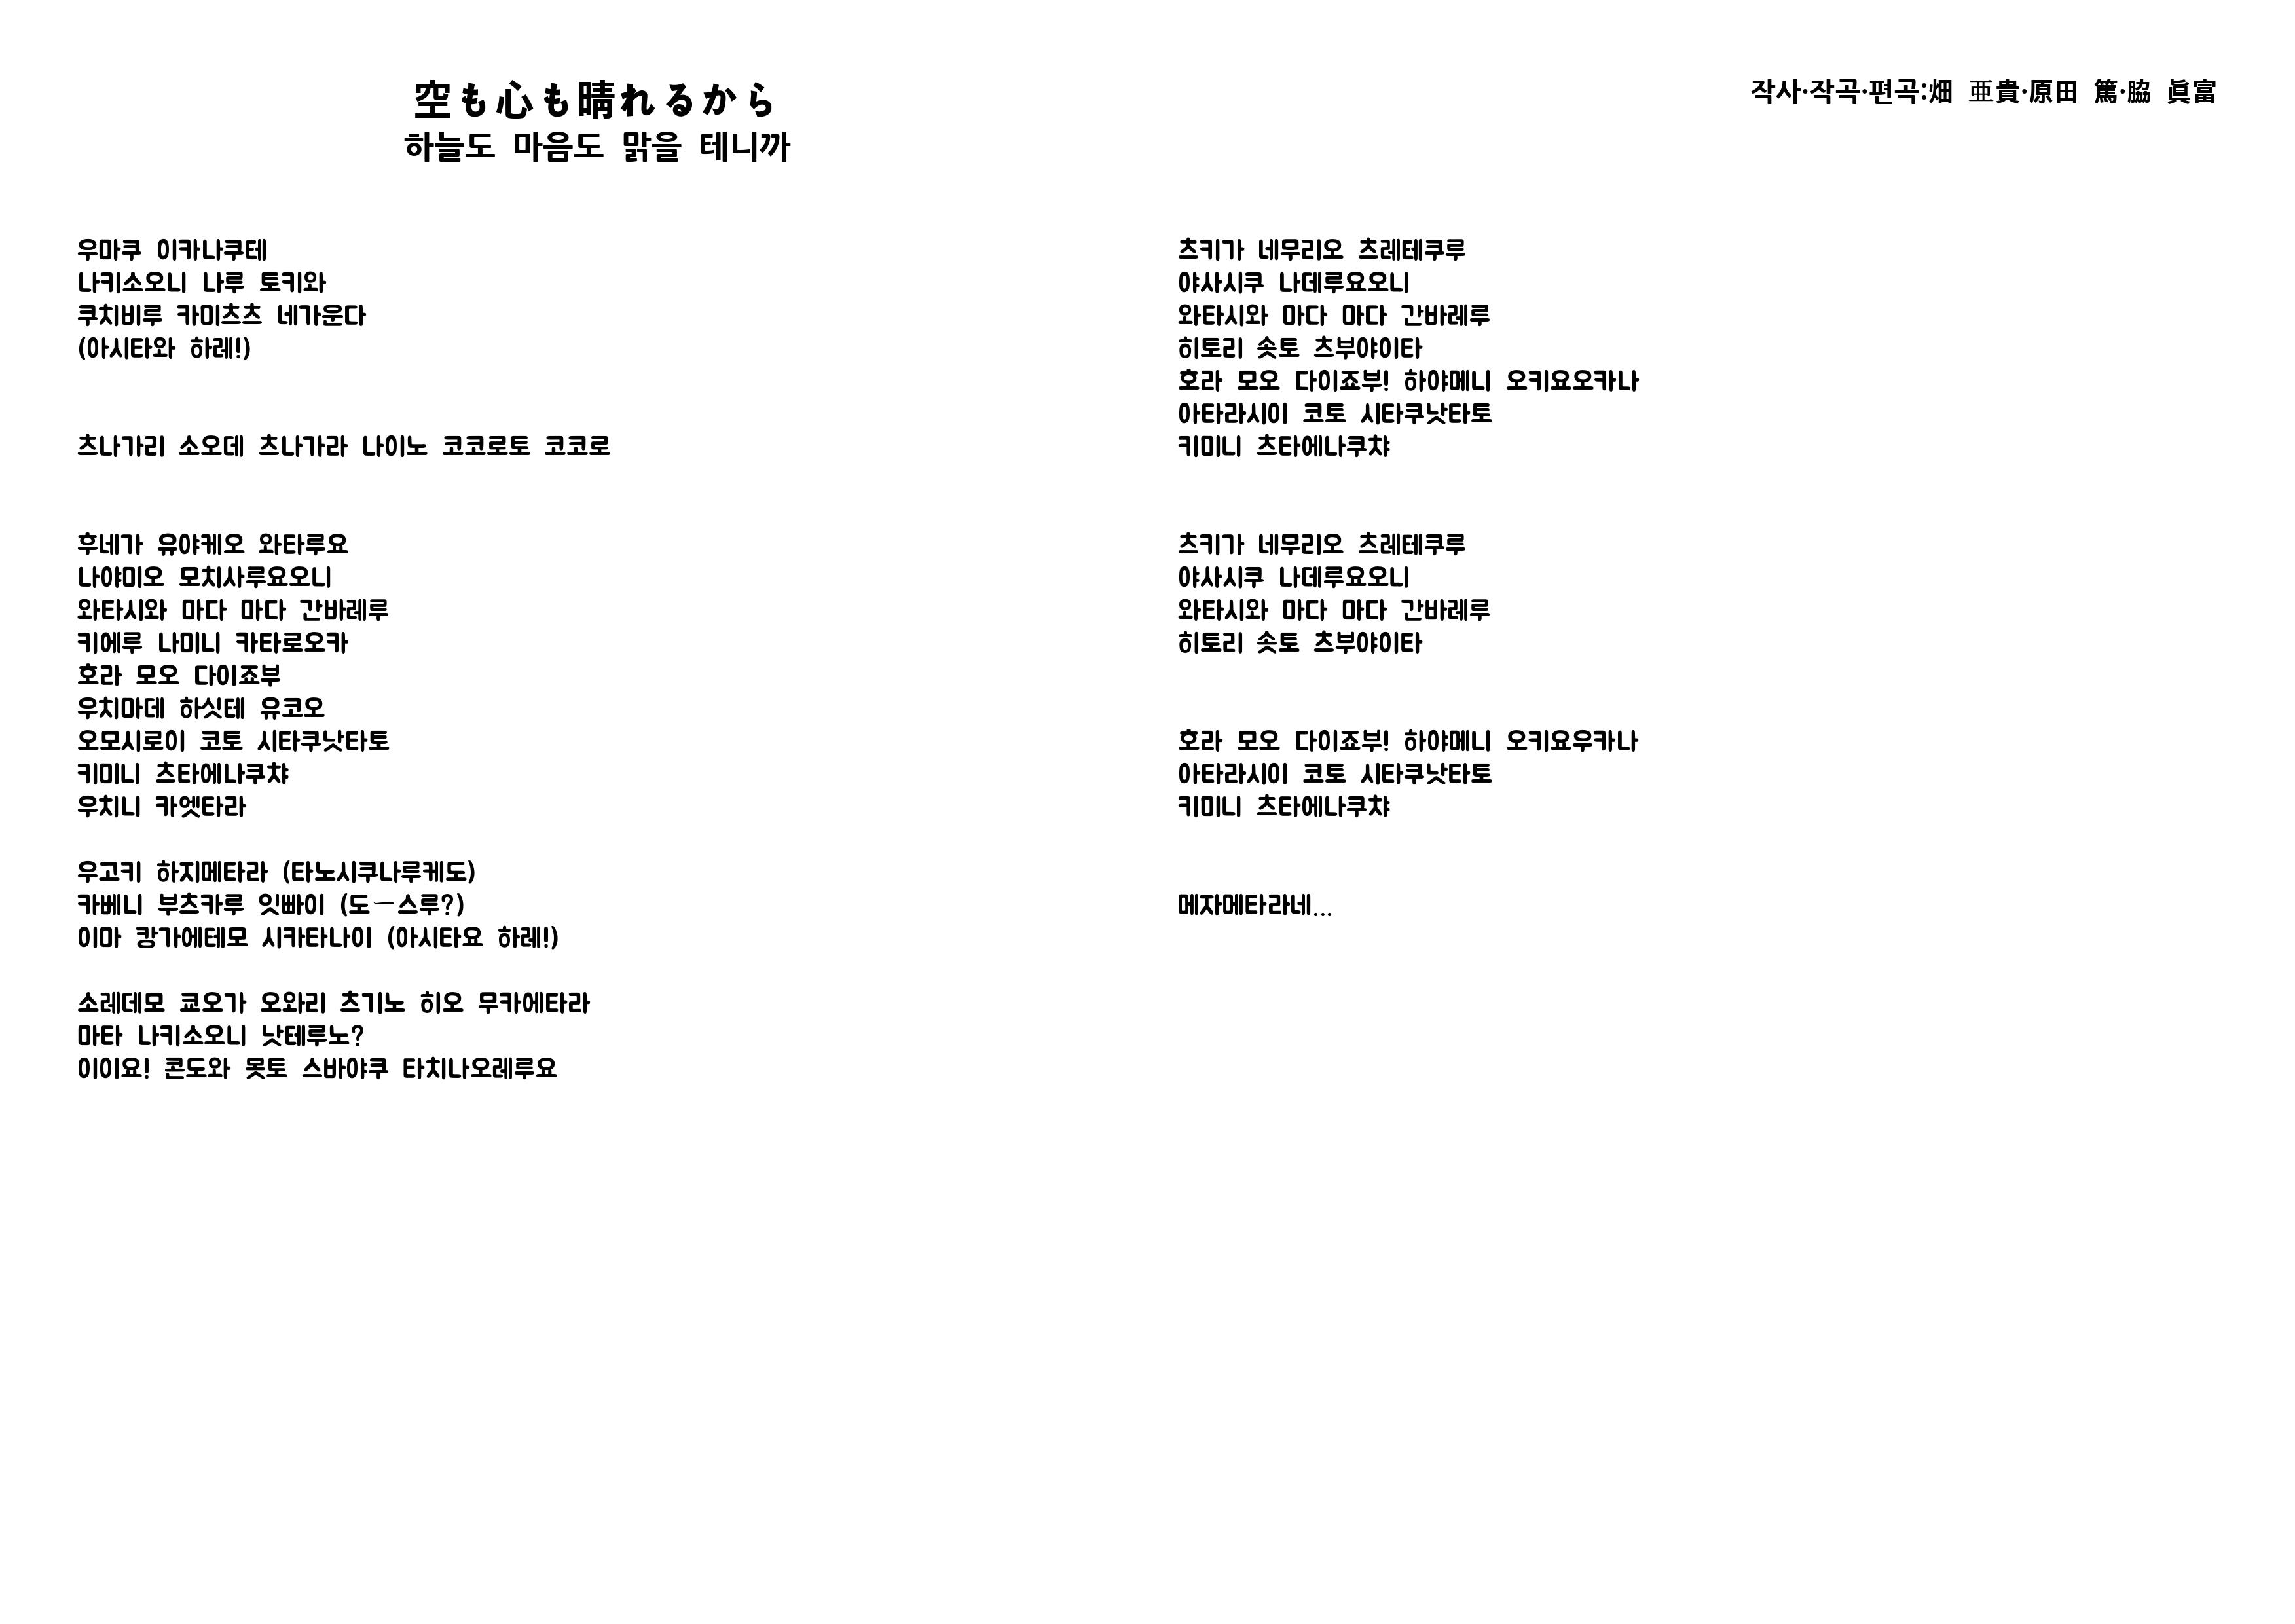 空も心も晴れるから
하늘도 마음도 맑을 테니까
작사·작곡·편곡:畑 亜貴·原田 篤·脇 眞富
우마쿠 이카나쿠테
나키소오니 나루 토키와
쿠치비루 카미츠츠 네가운다
(아시타와 하레!)
츠나가리 소오데 츠나가라 나이노 코코로토 코코로
후네가 유야케오 와타루요
나야미오 모치사루요오니
와타시와 마다 마다 간바레루
키에루 나미니 카타로오카
호라 모오 다이죠부
우치마데 하싯테 유코오
오모시로이 코토 시타쿠낫타토
키미니 츠타에나쿠챠
우치니 카엣타라
우고키 하지메타라 (타노시쿠나루케도)
카베니 부츠카루 잇빠이 (도ー스루?)
이마 캉가에테모 시카타나이 (아시타요 하레!)
소레데모 쿄오가 오와리 츠기노 히오 무카에타라
마타 나키소오니 낫테루노?
이이요! 콘도와 못토 스바야쿠 타치나오레루요
츠키가 네무리오 츠레테쿠루
야사시쿠 나데루요오니
와타시와 마다 마다 간바레루
히토리 솟토 츠부야이타
호라 모오 다이죠부! 하야메니 오키요오카나
아타라시이 코토 시타쿠낫타토
키미니 츠타에나쿠챠
츠키가 네무리오 츠레테쿠루
야사시쿠 나데루요오니
와타시와 마다 마다 간바레루
히토리 솟토 츠부야이타
호라 모오 다이죠부! 하야메니 오키요우카나
아타라시이 코토 시타쿠낫타토
키미니 츠타에나쿠챠
메자메타라네...